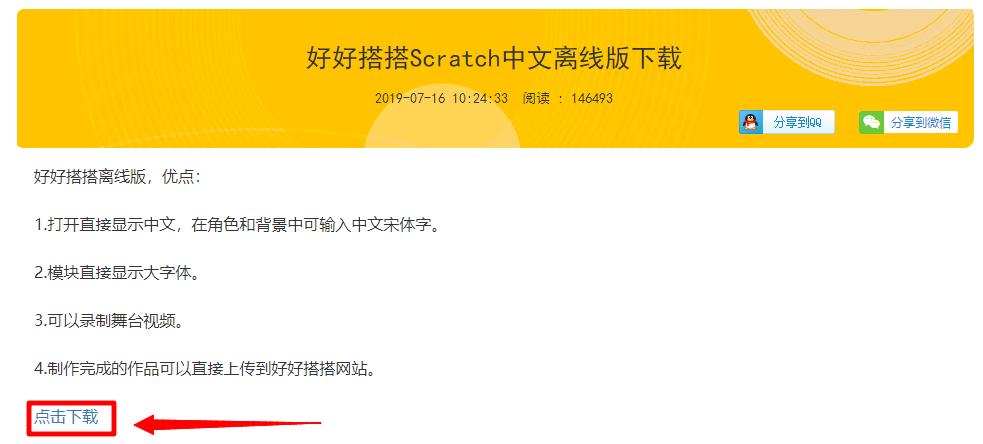 好好搭搭Scratch中文离线版下载
2019-07-16 10:24:33 阅读 : 146493
分享到QQ 分享到微信
好好搭搭离线版，优点：
1.打开直接显示中文，在角色和背景中可输入中文宋体字。
2.模块直接显示大字体。
3.可以录制舞台视频。
4.制作完成的作品可以直接上传到好好搭搭网站。
点击下载